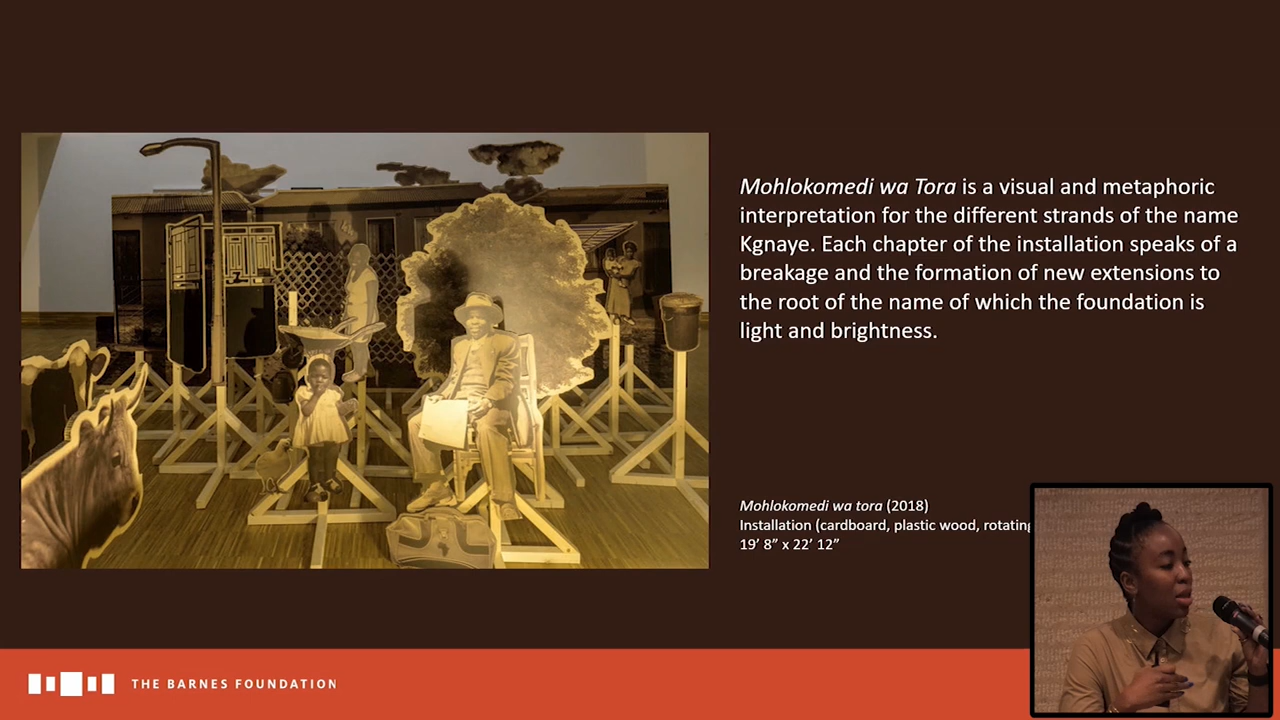 Mohlokomedi wa Tora is a visual and metaphoric
interpretation for the different strands of the name
Kgnaye. Each chapter of the installation speaks of a
breakage and the formation of new extensions to
the root of the name of which the foundation is
light and brightness.
Mohlokomedi wa tora (2018)
Installation (cardboard, plastic wood, rotating
19’ 8” x 22’ 12”
THE BARNES FOUNDATION